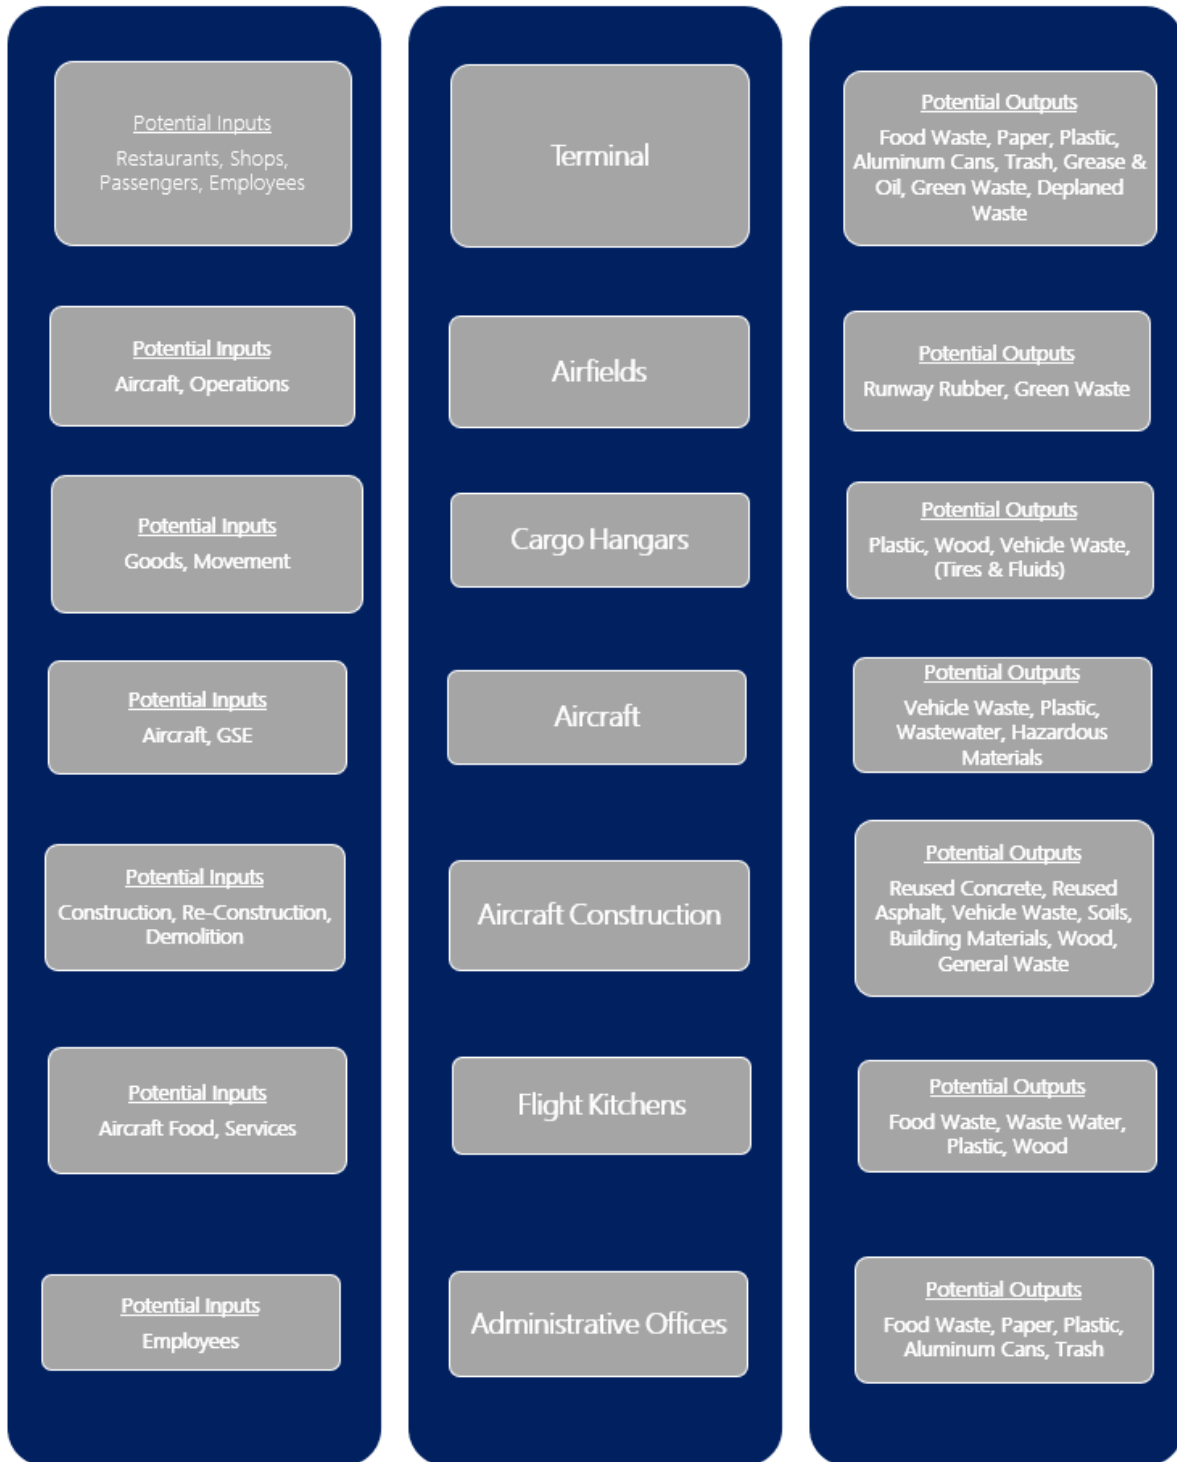 Potential Inputs
Restaurants, Shops,
Passengers, Employees
Terminal
Potential Outputs
Food Waste, Paper, Plastic,
Aluminum Cans, Trash, Grease &
Oil, Green Waste, Deplaned
Waste
Potential Inputs
Aircraft, Operations
Airfields
Potential Outputs
Runway Rubber, Green Waste
Potential Inputs
Goods, Movement
Cargo Hangars
Potential Outputs
Plastic, Wood, Vehicle Waste,
(Tires & Fluids)
Potential Inputs
Aircraft, GSE
Aircraft
Potential Outputs
Vehicle Waste, Plastic,
Wastewater, Hazardous
Materials
Potential Inputs
Construction, Re-Construction,
Demolition
Aircraft Construction
Potential Outputs
Reused Concrete, Reused
Asphalt, Vehicle Waste, Soils,
Building Materials, Wood,
General Waste
Potential Inputs
Aircraft Food, Services
Flight Kitchens
Potential Outputs
Food Waste, Waste Water,
Plastic, Wood
Potential Inputs
Employees
Administrative Offices
Potential Outputs
Food Waste, Paper, Plastic,
Aluminum Cans, Trash